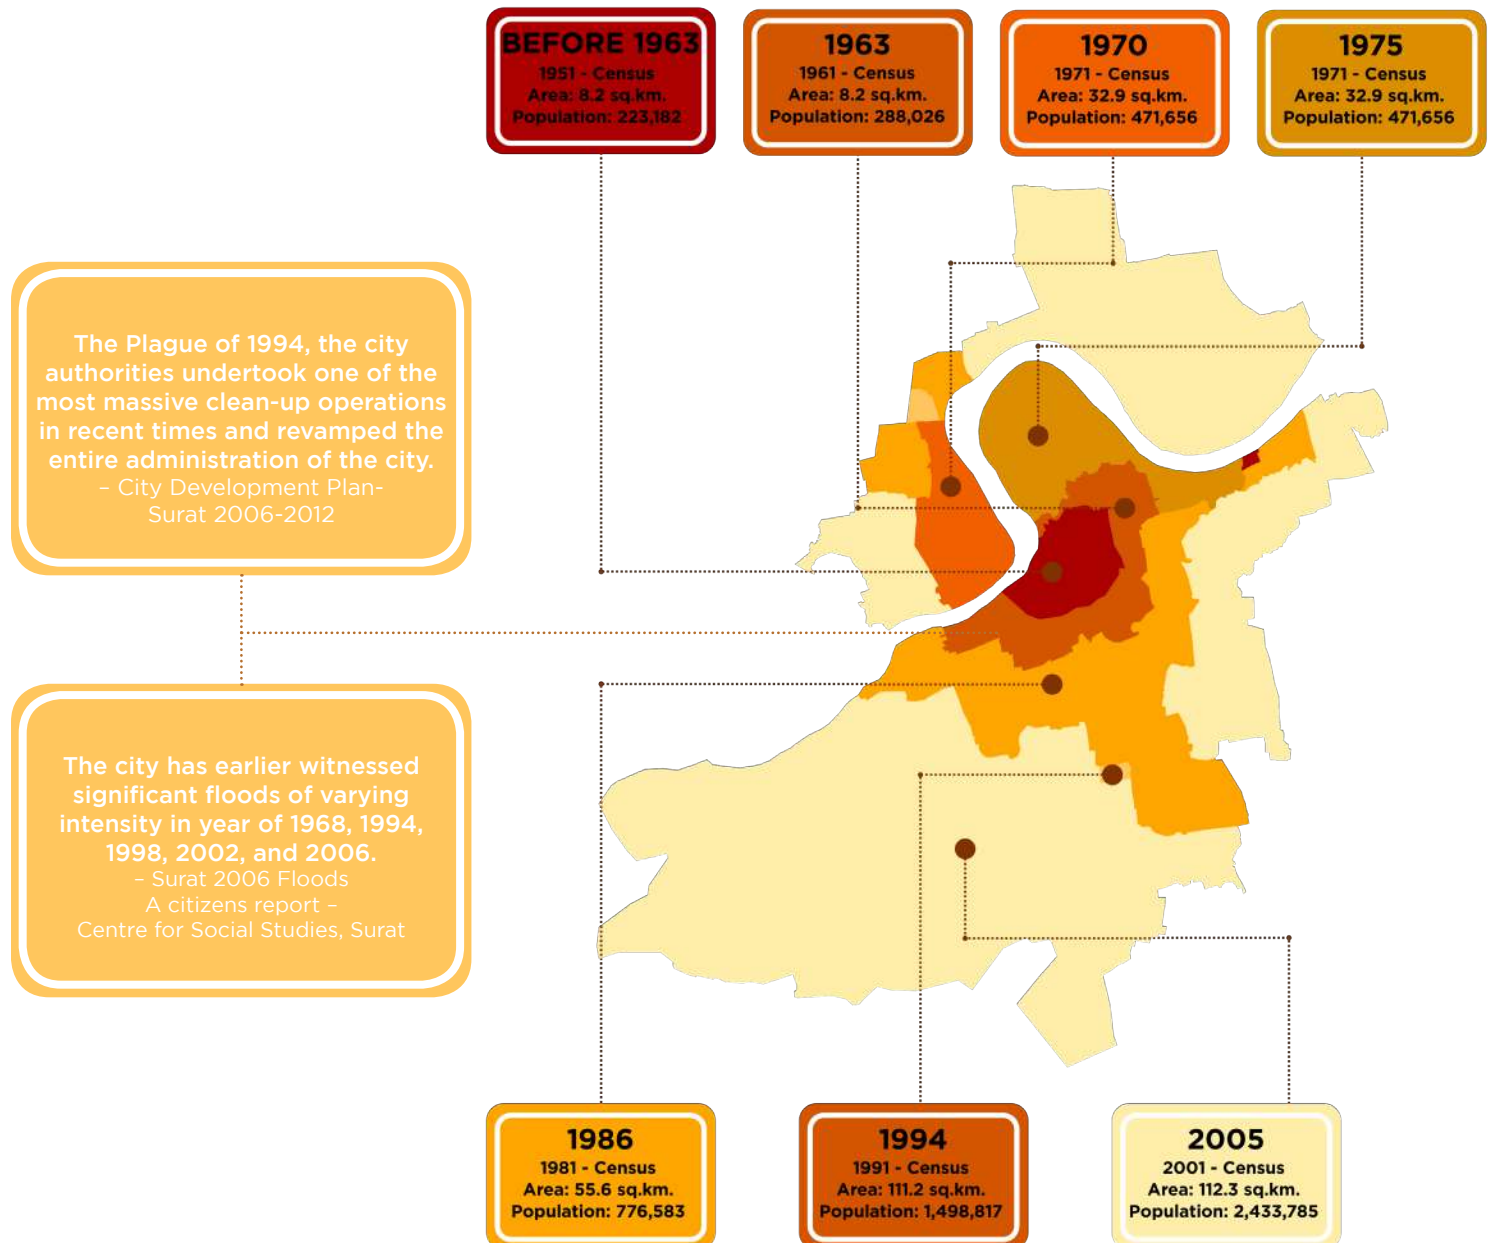 BEFORE 1963
1951 - Census
Area: 8.2 sq.km.
Population: 223,182
1963
1961 - Census
Area: 8.2 sq.km.
Population: 288,026
1970
1971 - Census
Area: 32.9 sq.km.
Population: 471,656
1975
1971 - Census
Area: 32.9 sq.km.
Population: 471,656
The Plague of 1994, the city
authorities undertook one of the
most massive clean-up operations
in recent times and revamped the
entire administration of the city.
– City Development Plan-
Surat 2006-2012
The city has earlier witnessed
significant floods of varying
intensity in year of 1968, 1994,
1998, 2002, and 2006.
– Surat 2006 Floods
A citizens report –
Centre for Social Studies, Surat
1986
1981 - Census
Area: 55.6 sq.km.
Population: 776,583
1994
1991 - Census
Area: 111.2 sq.km.
Population: 1,498,817
2005
2001 - Census
Area: 112.3 sq.km.
Population: 2,433,785